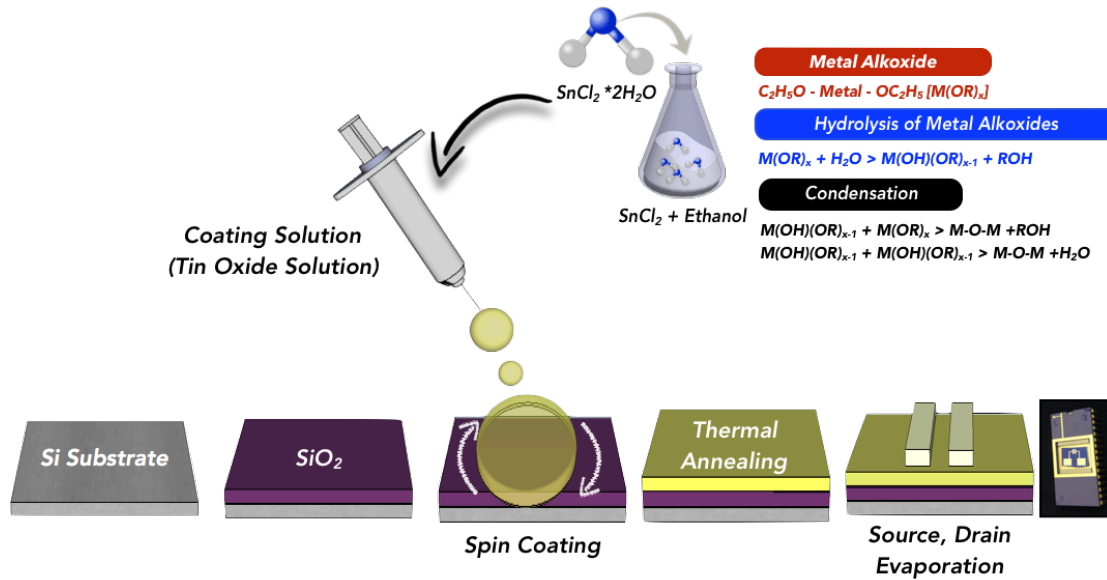 SnCl₂ *2H₂O
SnCl₂ + Ethanol
Metal Alkoxide
C₂H₅O - Metal - OC₂H₅ [M(OR)ₓ]
Hydrolysis of Metal Alkoxides
M(OR)ₓ + H₂O > M(OH)(OR)ₓ₋₁ + ROH
Condensation
M(OH)(OR)ₓ₋₁ + M(OR)ₓ > M-O-M +ROH
M(OH)(OR)ₓ₋₁ + M(OH)(OR)ₓ₋₁ > M-O-M +H₂O
Coating Solution
(Tin Oxide Solution)
Si Substrate
SiO₂
Spin Coating
Thermal
Annealing
Source, Drain
Evaporation